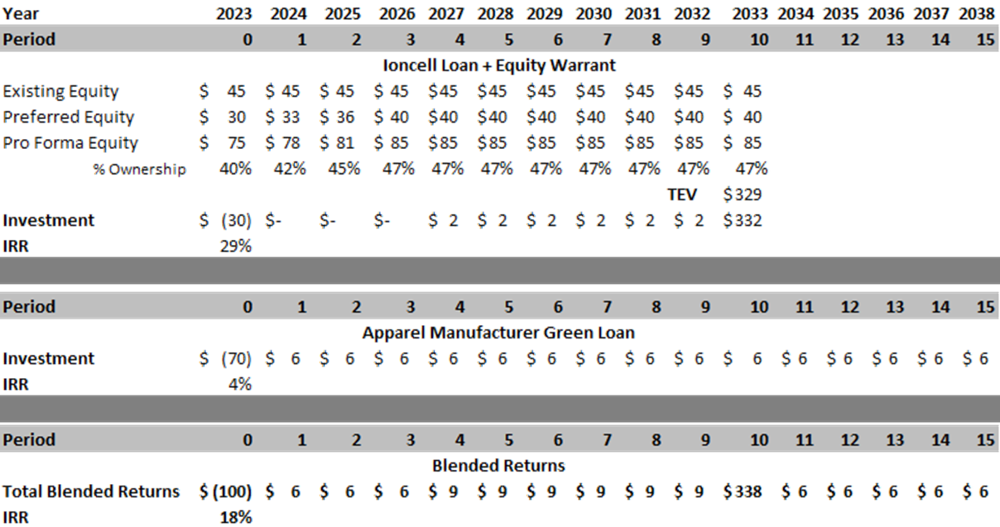 Year 2023 2024 2025 2026 2027 2028 2029 2030 2031 2032 2033 2034 2035 2036 2037 2038
Period 0 1 2 3 4 5 6 7 8 9 10 11 12 13 14 15
Ioncell Loan + Equity Warrant
Existing Equity $ 45 $ 45 $ 45 $ 45 $45 $45 $45 $45 $45 $45 $ 45
Preferred Equity $ 30 $ 33 $ 36 $ 40 $40 $40 $40 $40 $40 $40 $ 40
Pro Forma Equity $ 75 $ 78 $ 81 $ 85 $85 $85 $85 $85 $85 $85 $ 85
% Ownership 40% 42% 45% 47% 47% 47% 47% 47% 47% 47% 47%
TEV $329
Investment $ (30) $- $- $- $ 2 $ 2 $ 2 $ 2 $ 2 $ 2 $332
IRR 29%
Period 0 1 2 3 4 5 6 7 8 9 10 11 12 13 14 15
Apparel Manufacturer Green Loan
Investment $ (70) $ 6 $ 6 $ 6 $ 6 $ 6 $ 6 $ 6 $ 6 $ 6 $ 6 $ 6 $ 6 $ 6 $ 6 $ 6
IRR 4%
Period 0 1 2 3 4 5 6 7 8 9 10 11 12 13 14 15
Blended Returns
Total Blended Returns $ (100) $ 6 $ 6 $ 6 $ 9 $ 9 $ 9 $ 9 $ 9 $ 9 $338 $ 6 $ 6 $ 6 $ 6 $ 6
IRR 18%